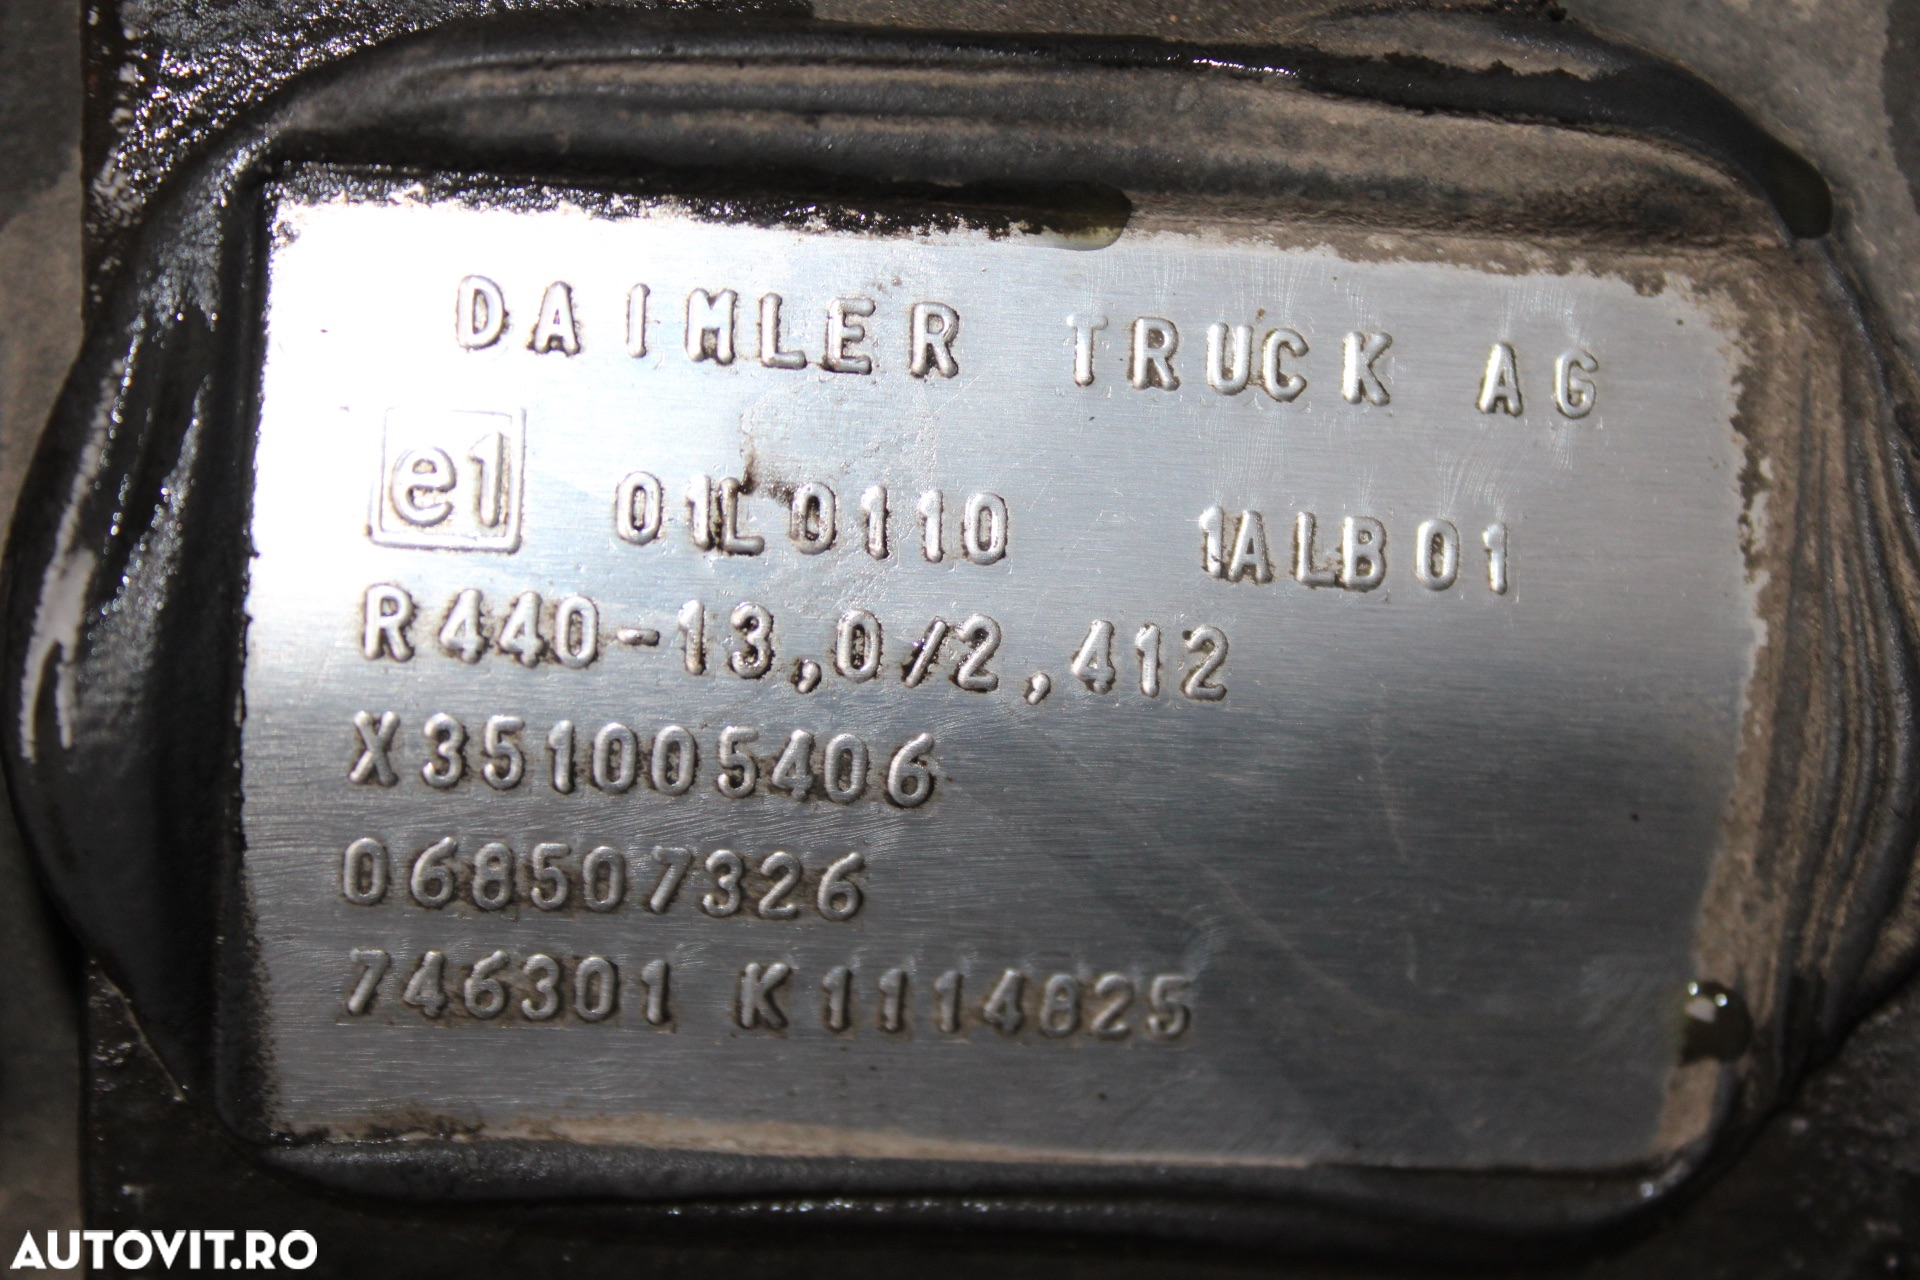 DAIMLER TRUCK AG
e1 01L0110 1ALB01
R440-13,0/2,412
X351005406
068507326
746301 K1114825
AUTOVIT.RO